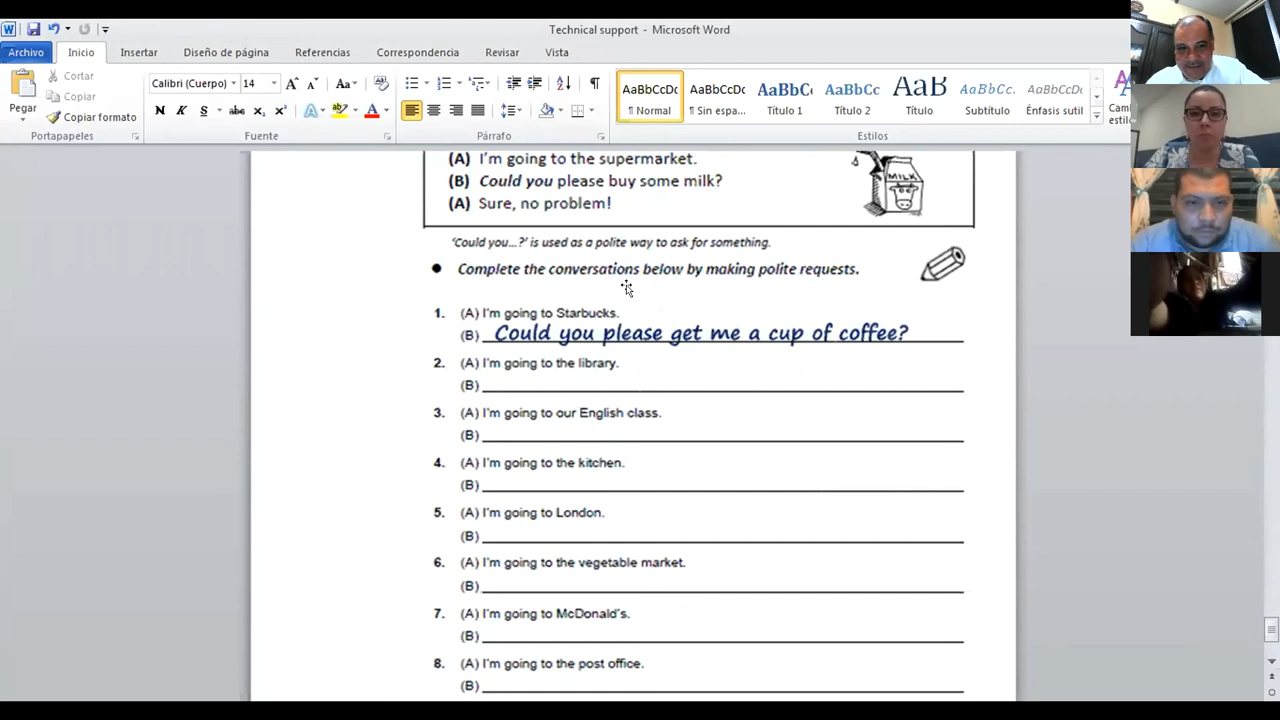 Technical support - Microsoft Word
Archivo Inicio Insertar Diseño de página Referencias Correspondencia Revisar Vista
Pegar
Cortar
Copiar
Copiar formato
Portapapeles
Calibri (Cuerpo) 14
Fuente
Párrafo
AaBbCcDc AaBbCcDc AaBbC AaBbCc AaB AaBbCc. AaBbCcDc
¶ Normal ¶ Sin espa... Título 1 Título 2 Título Subtítulo Énfasis sutil
Estilos
(A) I'm going to the supermarket.
(B) Could you please buy some milk?
(A) Sure, no problem!
MILK
'Could you...?' is used as a polite way to ask for something.
● Complete the conversations below by making polite requests.
1. (A) I'm going to Starbucks.
(B) Could you please get me a cup of coffee?
2. (A) I'm going to the library.
(B)
3. (A) I'm going to our English class.
(B)
4. (A) I'm going to the kitchen.
(B)
5. (A) I'm going to London.
(B)
6. (A) I'm going to the vegetable market.
(B)
7. (A) I'm going to McDonald's.
(B)
8. (A) I'm going to the post office.
(B)